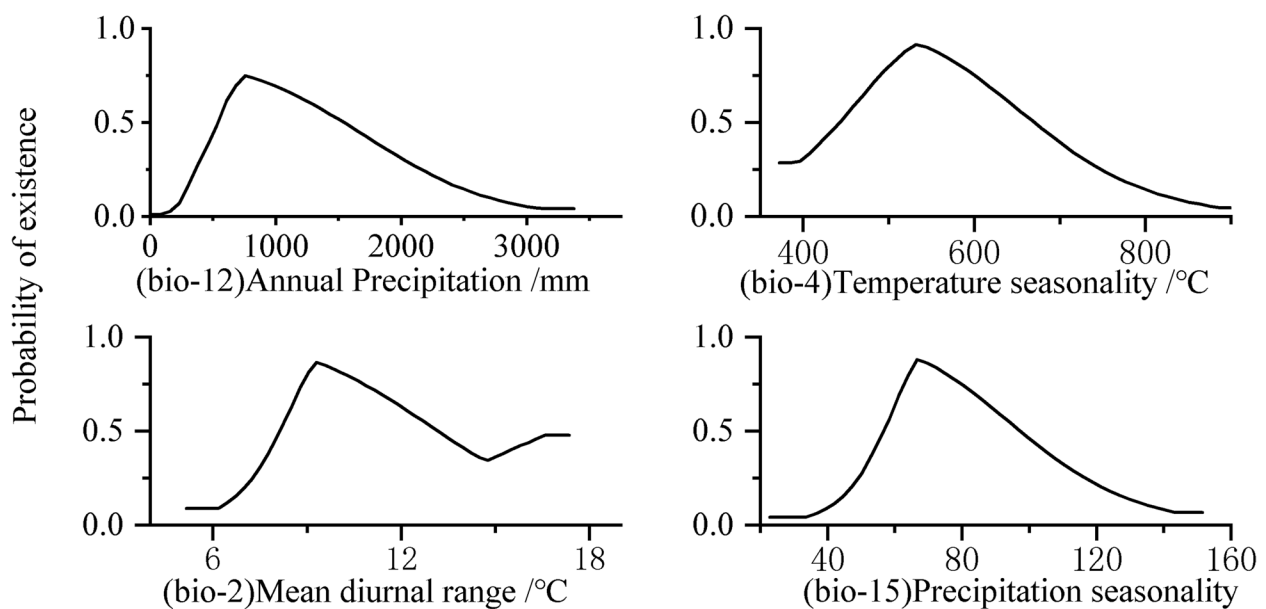 Probability of existence
1.0
0.5
0.0
0 1000 2000 3000
(bio-12)Annual Precipitation /mm
1.0
0.5
0.0
400 600 800
(bio-4)Temperature seasonality /°C
1.0
0.5
0.0
6 12 18
(bio-2)Mean diurnal range /°C
1.0
0.5
0.0
40 80 120 160
(bio-15)Precipitation seasonality